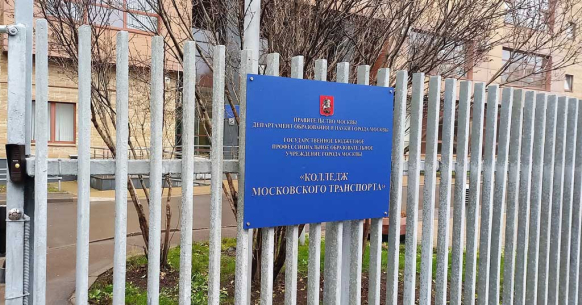 ПРАВИТЕЛЬСТВО МОСКВЫ
ДЕПАРТАМЕНТ ОБРАЗОВАНИЯ И НАУКИ ГОРОДА МОСКВЫ
ГОСУДАРСТВЕННОЕ БЮДЖЕТНОЕ
ПРОФЕССИОНАЛЬНОЕ ОБРАЗОВАТЕЛЬНОЕ
УЧРЕЖДЕНИЕ ГОРОДА МОСКВЫ
«КОЛЛЕДЖ
МОСКОВСКОГО ТРАНСПОРТА»